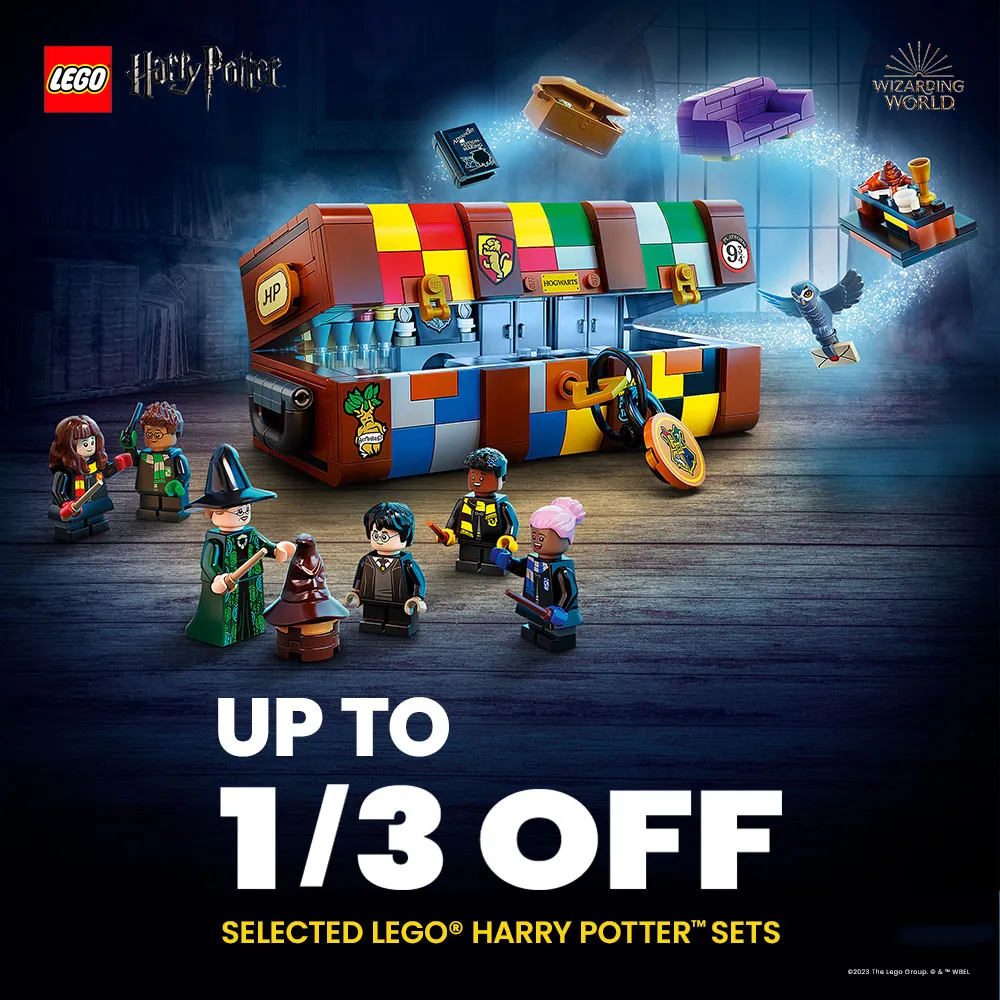 LEGO
Harry Potter
WIZARDING
WORLD
HP
HOGWARTS
9¾
UP TO
1/3 OFF
SELECTED LEGO® HARRY POTTER™ SETS
©2023 The Lego Group. © & ™ WBEI.